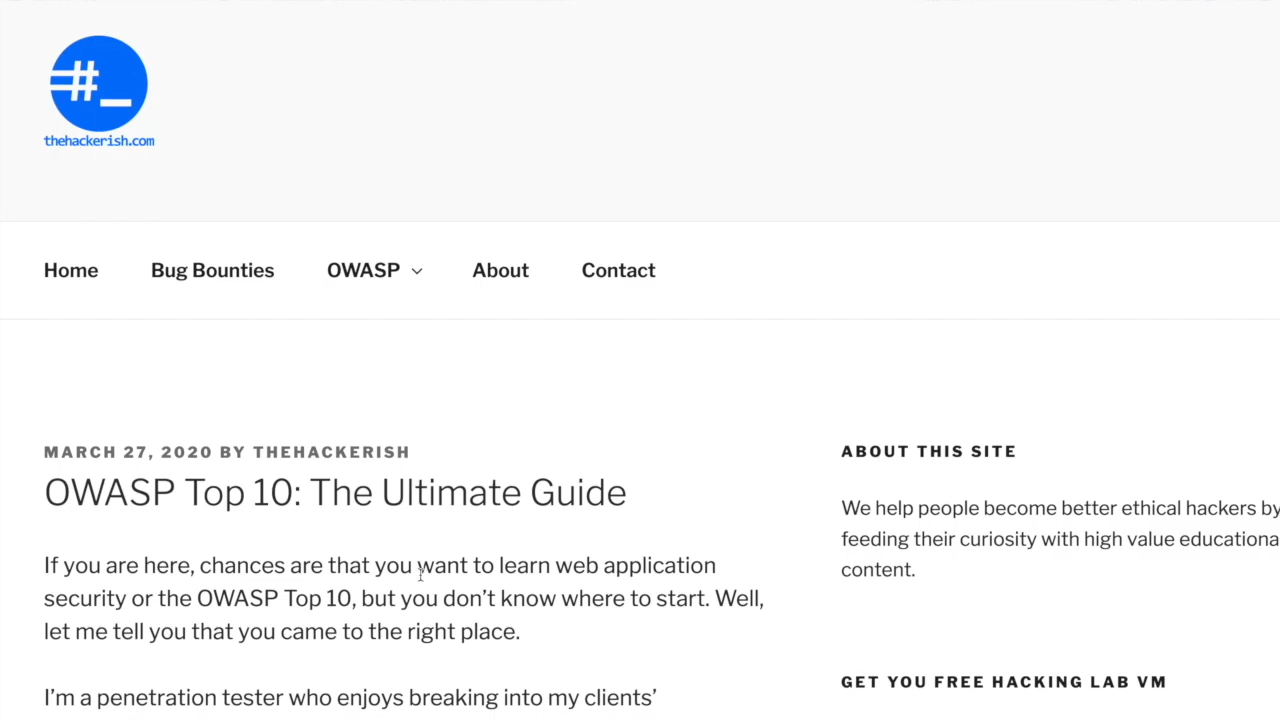 #_
thehackerish.com
Home Bug Bounties OWASP About Contact
MARCH 27, 2020 BY THEHACKERISH
OWASP Top 10: The Ultimate Guide
If you are here, chances are that you want to learn web application
security or the OWASP Top 10, but you don’t know where to start. Well,
let me tell you that you came to the right place.
I’m a penetration tester who enjoys breaking into my clients’
ABOUT THIS SITE
We help people become better ethical hackers by
feeding their curiosity with high value educationa
content.
GET YOU FREE HACKING LAB VM